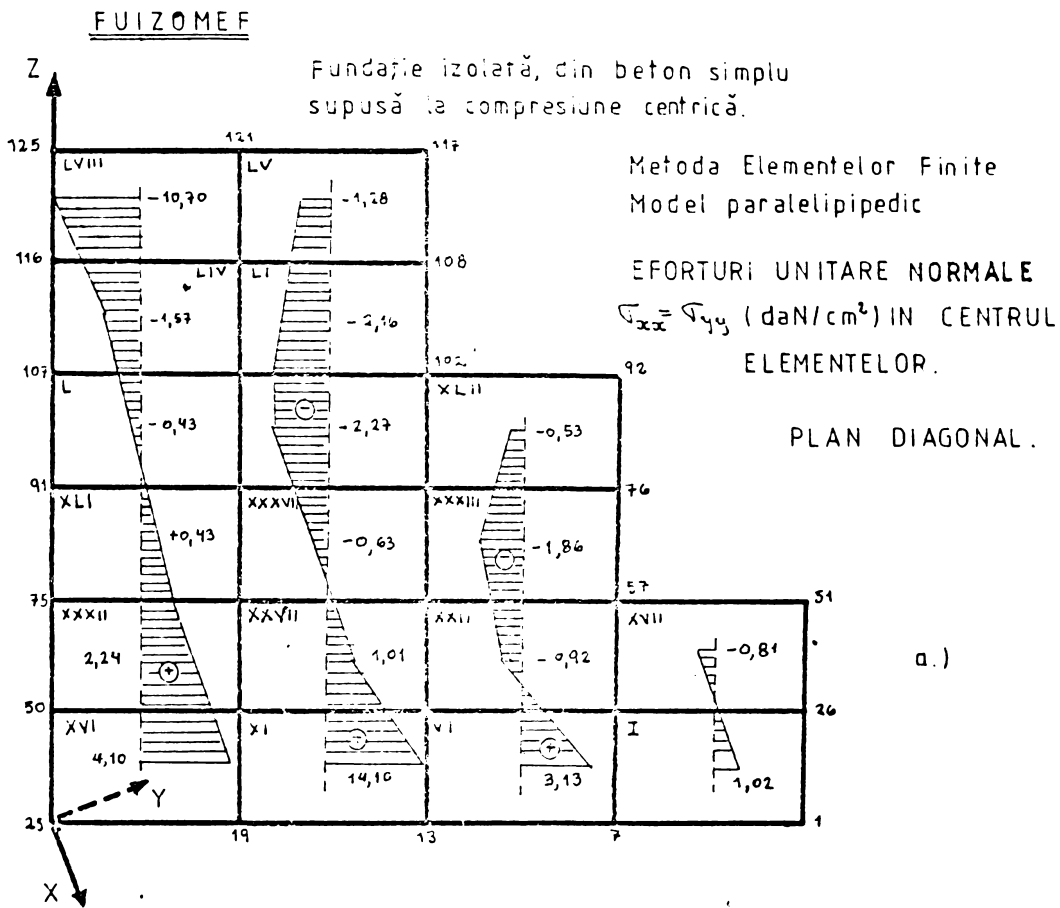 FUIZOMEF
Fundație izolată, din beton simplu
supusă la compresiune centrică.
Metoda Elementelor Finite
Model paralelipipedic
EFORTURI UNITARE NORMALE
σxx = σyy (daN/cm²) IN CENTRUL
ELEMENTELOR.
PLAN DIAGONAL.
a.)
Z
125 121 117
LVIII LV
-10,70 -1,28
116 108
LIV LI
-1,57 -2,16
107 102 92
L XLII
-0,43 -2,27 -0,53
91 76
XLI XXXVII XXXIII
+0,43 -0,63 -1,86
75 57 51
XXXII XXVII XXII XVII
2,24 1,01 -0,92 -0,81
50 26
XVI XI VI I
4,10 14,10 3,13 1,02
Y
25 19 13 7 1
X